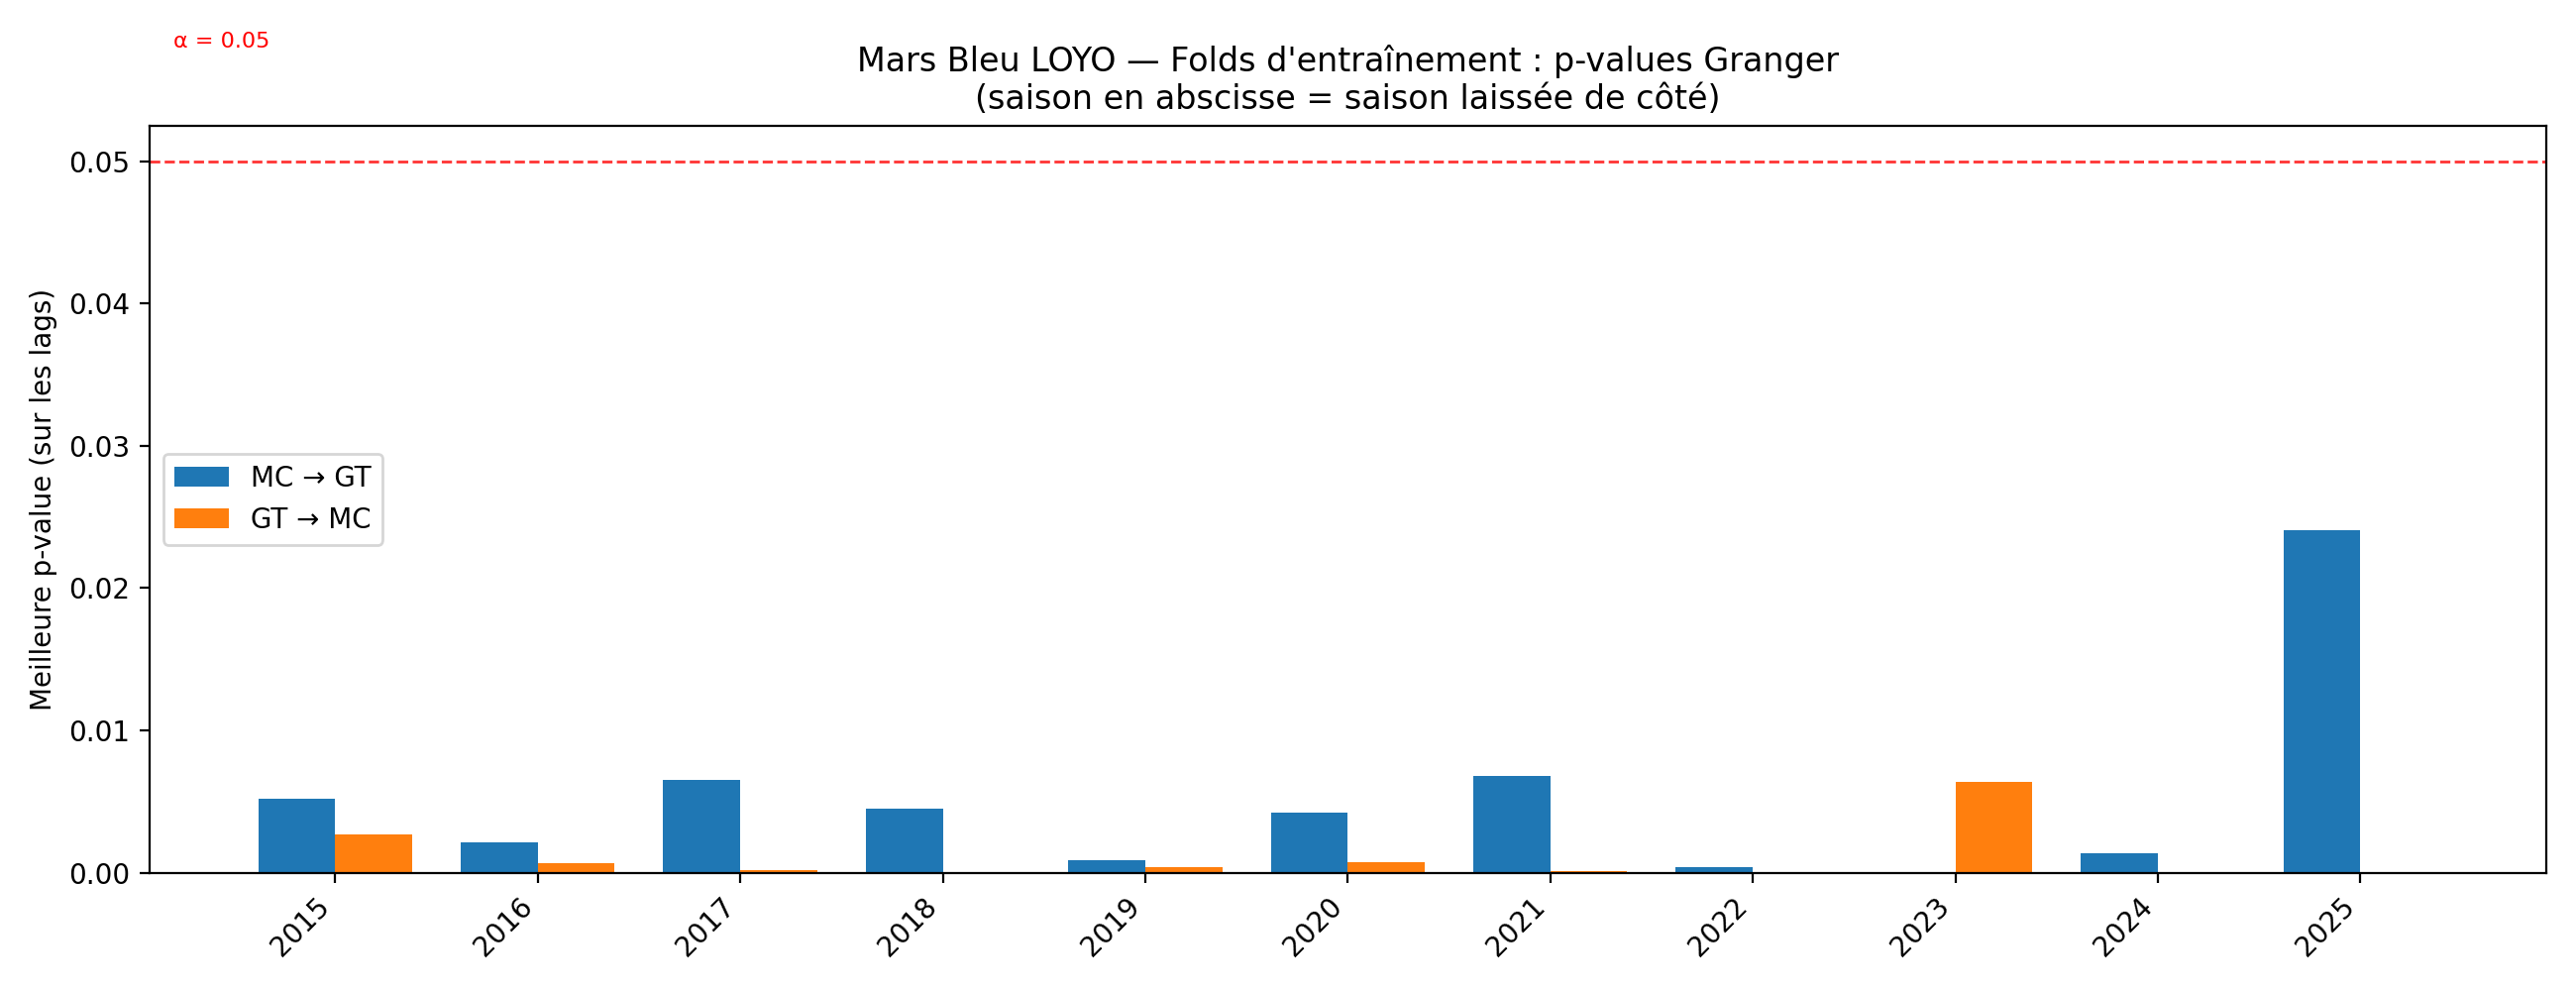 α = 0.05
Mars Bleu LOYO — Folds d'entraînement : p-values Granger
(saison en abscisse = saison laissée de côté)
Meilleure p-value (sur les lags)
0.05
0.04
0.03
0.02
0.01
0.00
MC → GT
GT → MC
2015
2016
2017
2018
2019
2020
2021
2022
2023
2024
2025